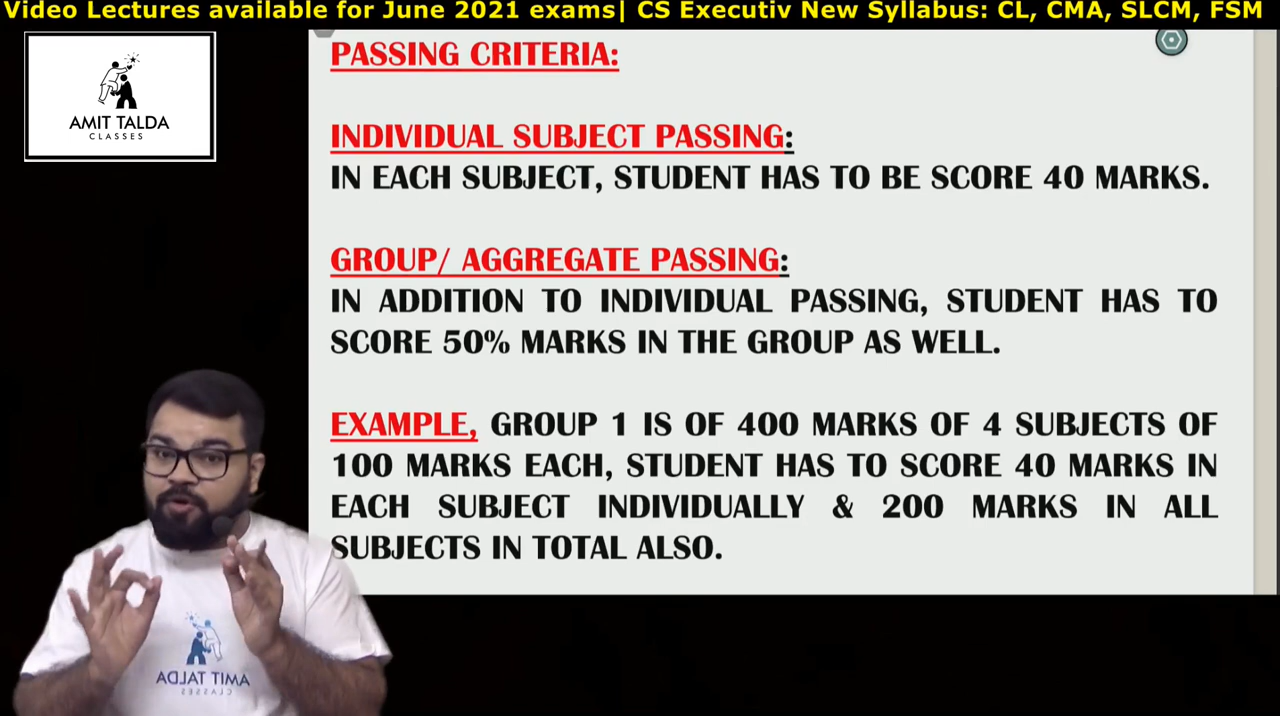 Video Lectures available for June 2021 exams| CS Executiv New Syllabus: CL, CMA, SLCM, FSM
AMIT TALDA
CLASSES
PASSING CRITERIA:
INDIVIDUAL SUBJECT PASSING:
IN EACH SUBJECT, STUDENT HAS TO BE SCORE 40 MARKS.
GROUP/ AGGREGATE PASSING:
IN ADDITION TO INDIVIDUAL PASSING, STUDENT HAS TO
SCORE 50% MARKS IN THE GROUP AS WELL.
EXAMPLE, GROUP 1 IS OF 400 MARKS OF 4 SUBJECTS OF
100 MARKS EACH, STUDENT HAS TO SCORE 40 MARKS IN
EACH SUBJECT INDIVIDUALLY & 200 MARKS IN ALL
SUBJECTS IN TOTAL ALSO.
AMIT TALDA
CLASSES